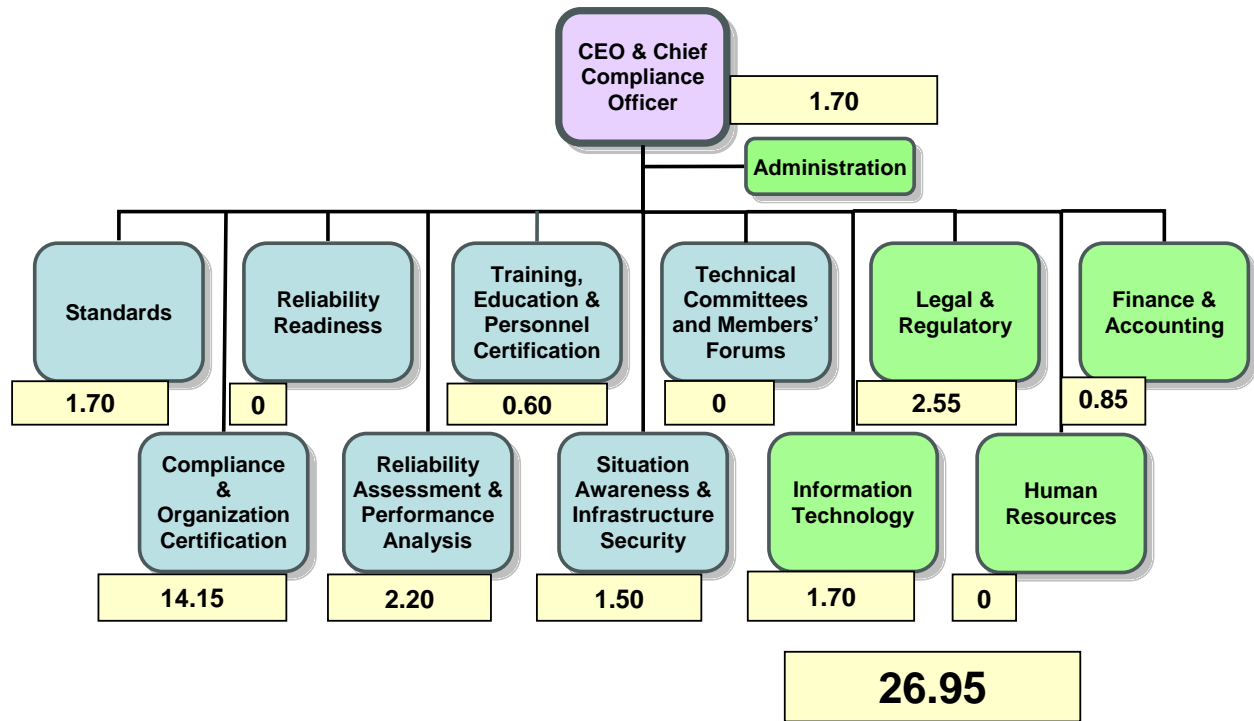 CEO & Chief
Compliance
Officer
1.70
Administration
Standards
1.70
Reliability
Readiness
0
Training,
Education &
Personnel
Certification
0.60
Technical
Committees
and Members’
Forums
0
Legal &
Regulatory
2.55
Finance &
Accounting
0.85
Compliance
&
Organization
Certification
14.15
Reliability
Assessment &
Performance
Analysis
2.20
Situation
Awareness &
Infrastructure
Security
1.50
Information
Technology
1.70
Human
Resources
0
26.95